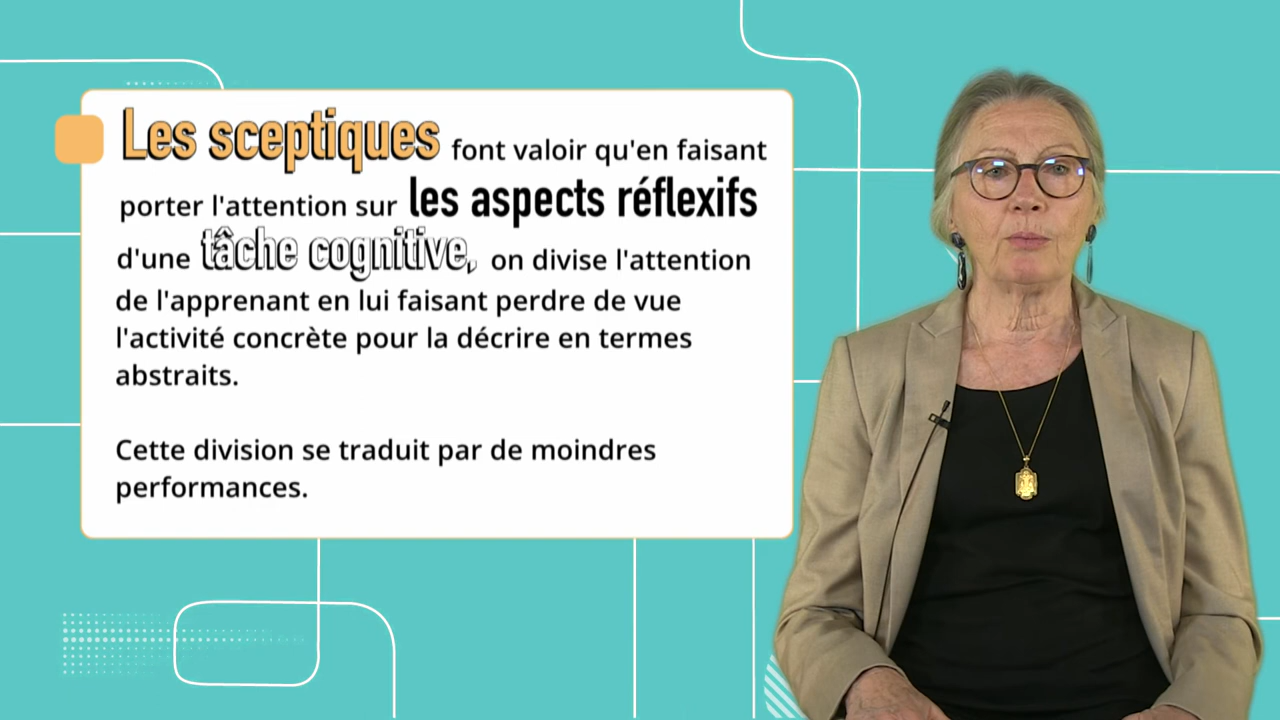 Les sceptiques font valoir qu'en faisant
porter l'attention sur les aspects réflexifs
d'une tâche cognitive, on divise l'attention
de l'apprenant en lui faisant perdre de vue
l'activité concrète pour la décrire en termes
abstraits.
Cette division se traduit par de moindres
performances.